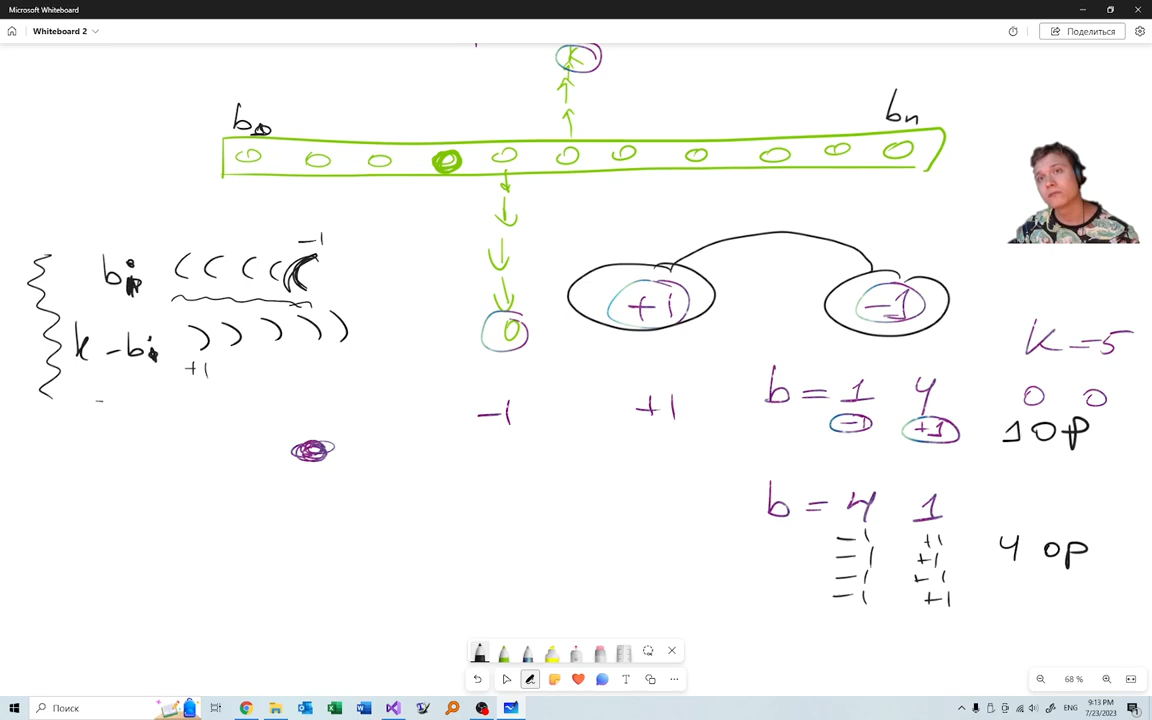 Microsoft Whiteboard
Whiteboard 2
Поделиться
K
b0
bn
-1
bi ( ( ( ( (
+1 -1
k - bi ) ) ) ) )
+1
0
K=5
-1 +1
b = 1 4 0 0
-1 +1 1 op
b = 4 1
-1 +1
-1 +1
-1 +1
-1 +1
4 op
68 %
Поиск
ENG
9:13 PM
7/23/2023